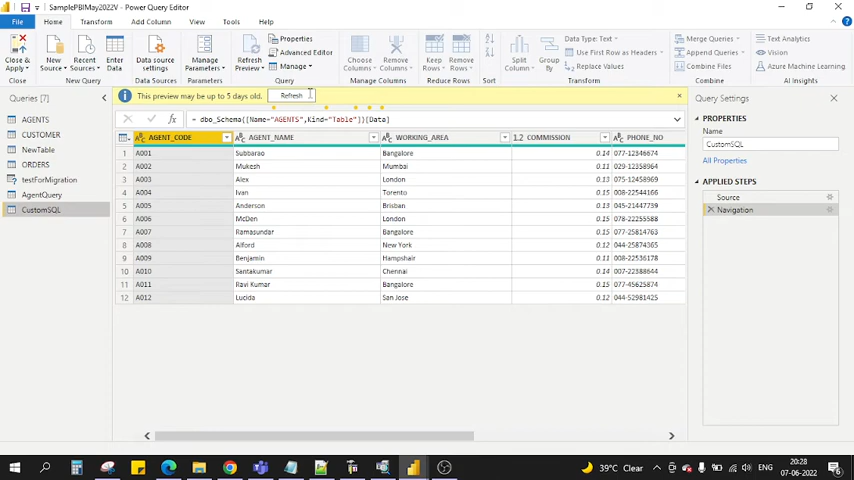 SamplePBIMay2022V - Power Query Editor
File Home Transform Add Column View Tools Help
Close & Apply
New Source
Recent Sources
Enter Data
Data source settings
Manage Parameters
Refresh Preview
Properties
Advanced Editor
Manage
Choose Columns
Remove Columns
Keep Rows
Remove Rows
Split Column
Group By
Data Type: Text
Use First Row as Headers
Replace Values
Merge Queries
Append Queries
Combine Files
Text Analytics
Vision
Azure Machine Learning
Close New Query Data Sources Parameters Query Manage Columns Reduce Rows Sort Transform Combine AI Insights
Queries [7]
AGENTS
CUSTOMER
NewTable
ORDERS
testForMigration
AgentQuery
CustomSQL
This preview may be up to 5 days old. Refresh
= dbo_Schema{[Name="AGENTS",Kind="Table"]}[Data]
AGENT_CODE AGENT_NAME WORKING_AREA 1.2 COMMISSION PHONE_NO
1 A001 Subbarao Bangalore 0.14 077-12346674
2 A002 Mukesh Mumbai 0.11 029-12358964
3 A003 Alex London 0.13 075-12458969
4 A004 Ivan Torento 0.15 008-22544166
5 A005 Anderson Brisban 0.13 045-21447739
6 A006 McDen London 0.15 078-22255588
7 A007 Ramasundar Bangalore 0.15 077-25814763
8 A008 Alford New York 0.12 044-25874365
9 A009 Benjamin Hampshair 0.11 008-22536178
10 A010 Santakumar Chennai 0.14 007-22388644
11 A011 Ravi Kumar Bangalore 0.15 077-45625874
12 A012 Lucida San Jose 0.12 044-52981425
Query Settings
PROPERTIES
Name
CustomSQL
All Properties
APPLIED STEPS
Source
Navigation
39°C Clear
ENG
20:28
07-06-2022